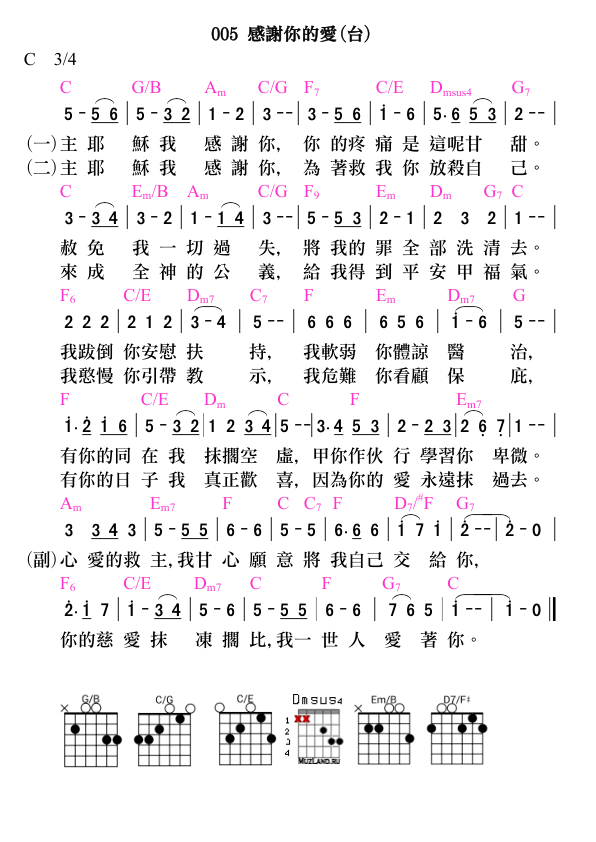 005 感謝你的愛(台)
C 3/4
C G/B Am C/G F7 C/E Dmsus4 G7
5 - 5 6 | 5 - 3 2 | 1 - 2 | 3 - - | 3 - 5 6 | i - 6 | 5. 6 5 3 | 2 - - |
(一)主 耶 穌 我 感 謝 你, 你 的疼 痛 是 這呢甘 甜。
(二)主 耶 穌 我 感 謝 你, 為 著救 我 你 放殺自 己。
C Em/B Am C/G F9 Em Dm G7 C
3 - 3 4 | 3 - 2 | 1 - 1 4 | 3 - - | 5 - 5 3 | 2 - 1 | 2 3 2 | 1 - - |
赦 免 我 一 切 過 失, 將 我的 罪 全 部 洗 清 去。
來 成 全 神 的 公 義, 給 我得 到 平 安 甲 福 氣。
F6 C/E Dm7 C7 F Em Dm7 G
2 2 2 | 2 1 2 | 3 - 4 | 5 - - | 6 6 6 | 6 5 6 | i - 6 | 5 - - |
我跋倒 你安慰 扶 持, 我軟弱 你體諒 醫 治,
我憨慢 你引帶 教 示, 我危難 你看顧 保 庇,
F C/E Dm C F Em7
i. 2 i 6 | 5 - 3 2 | 1 2 3 4 | 5 - - | 3. 4 5 3 | 2 - 2 3 | 2 6 7 | 1 - - |
有你的 同 在 我 抹擱空 虛, 甲你作伙 行 學習你 卑微。
有你的 日 子 我 真正歡 喜, 因為你的 愛 永遠抹 過去。
Am Em7 F C C7 F D7/#F G7
3 3 4 3 | 5 - 5 5 | 6 - 6 | 5 - 5 | 6. 6 6 | i 7 i | 2 - - | 2 - 0 |
(副)心 愛的救 主,我甘 心 願 意 將 我自己 交 給 你,
F6 C/E Dm7 C F G7 C
2. i 7 | i - 3 4 | 5 - 6 | 5 - 5 5 | 6 - 6 | 7 6 5 | i - - | i - 0 ||
你的慈 愛 抹 凍 擱 比,我一 世 人 愛 著 你。
G/B C/G C/E Dmsus4 Em/B D7/F♯
1
2
3
4
MUZLAND.RU